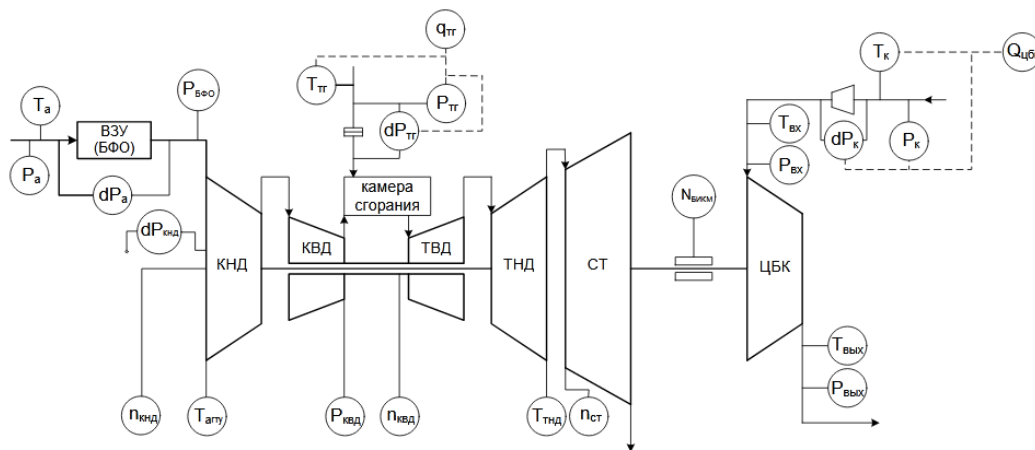 qтг
Tк
Qцбк
Tтг
Pтг
PБФО
Tа
ВЗУ
(БФО)
dPтг
Tвх
dPк
Pк
Pа
dPа
Pвх
камера
сгорания
Nбикм
dPкнд
КВД
ТВД
КНД
ТНД
СТ
ЦБК
Tвых
Pвых
nкнд
Tагпу
Pквд
nквд
Tтнд
nст